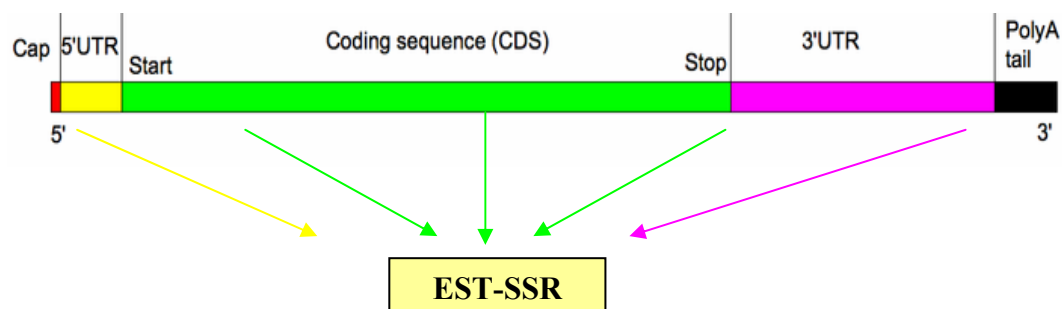 Cap
5'UTR
Start
Coding sequence (CDS)
Stop
3'UTR
PolyA
tail
5'
3'
EST-SSR